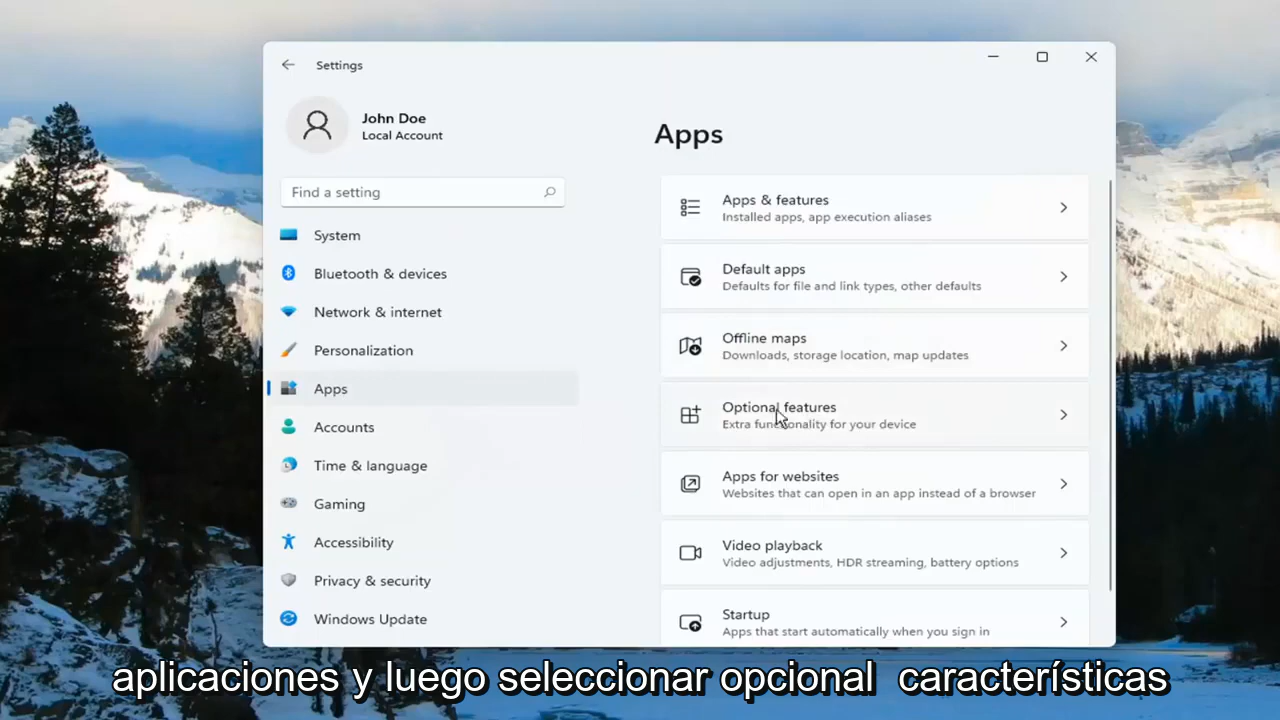 Settings
John Doe
Local Account
Find a setting
System
Bluetooth & devices
Network & internet
Personalization
Apps
Accounts
Time & language
Gaming
Accessibility
Privacy & security
Windows Update
Apps
Apps & features
Installed apps, app execution aliases
Default apps
Defaults for file and link types, other defaults
Offline maps
Downloads, storage location, map updates
Optional features
Extra functionality for your device
Apps for websites
Websites that can open in an app instead of a browser
Video playback
Video adjustments, HDR streaming, battery options
Startup
Apps that start automatically when you sign in
aplicaciones y luego seleccionar opcional  características